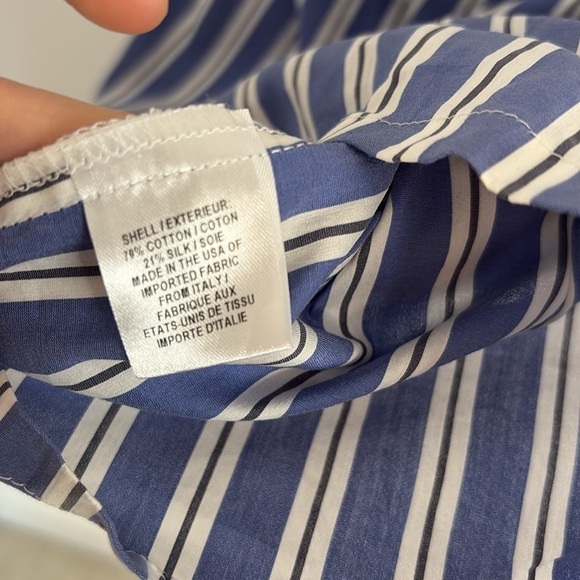 SHELL / EXTERIEUR:
79% COTTON / COTON
21% SILK / SOIE
MADE IN THE USA OF
IMPORTED FABRIC
FROM ITALY /
FABRIQUE AUX
ETATS-UNIS DE TISSU
IMPORTE D'ITALIE